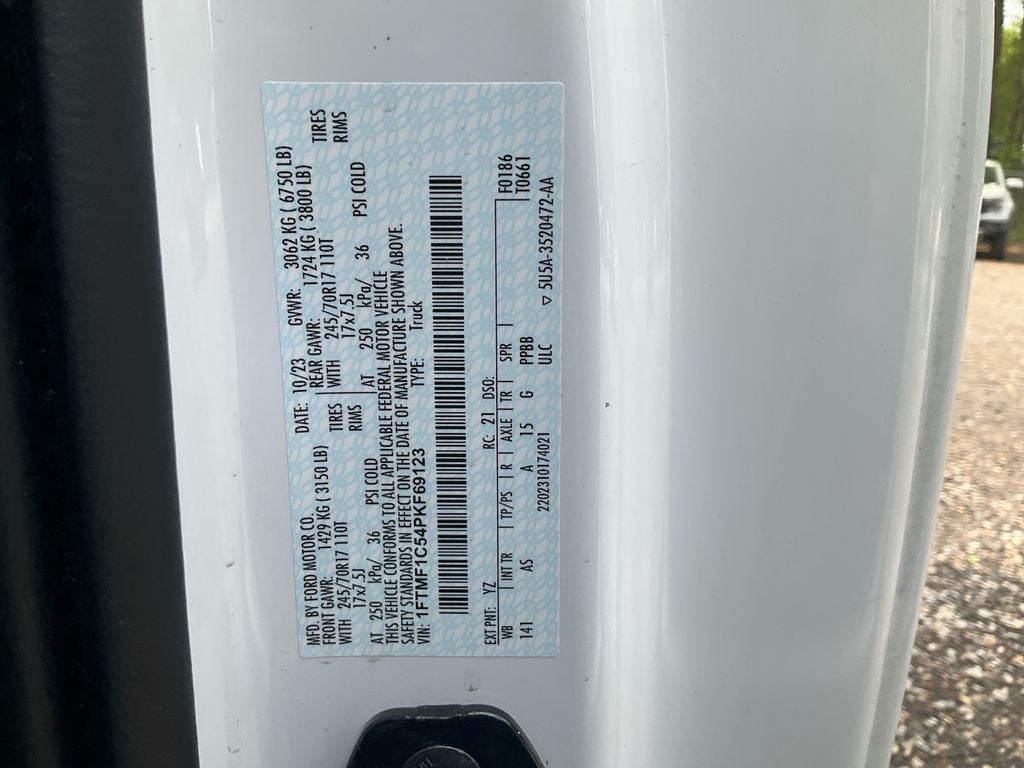 MFD. BY FORD MOTOR CO.
DATE: 10/23 GVWR: 3062 KG ( 6750 LB)
FRONT GAWR: 1429 KG ( 3150 LB) REAR GAWR: 1724 KG ( 3800 LB)
WITH 245/70R17 110T TIRES WITH 245/70R17 110T TIRES
17x7.5J RIMS 17x7.5J RIMS
AT 250 kPa/ 36 PSI COLD AT 250 kPa/ 36 PSI COLD
THIS VEHICLE CONFORMS TO ALL APPLICABLE FEDERAL MOTOR VEHICLE
SAFETY STANDARDS IN EFFECT ON THE DATE OF MANUFACTURE SHOWN ABOVE.
VIN: 1FTMF1C54PKF69123 TYPE: Truck
EXT PNT: YZ RC: 21 DSO: F0186
WB INT TR TP/PS R AXLE TR SPR T0661
141 AS A 15 G PPBB
2202310174021 ULC ▽ 5U5A-3520472-AA